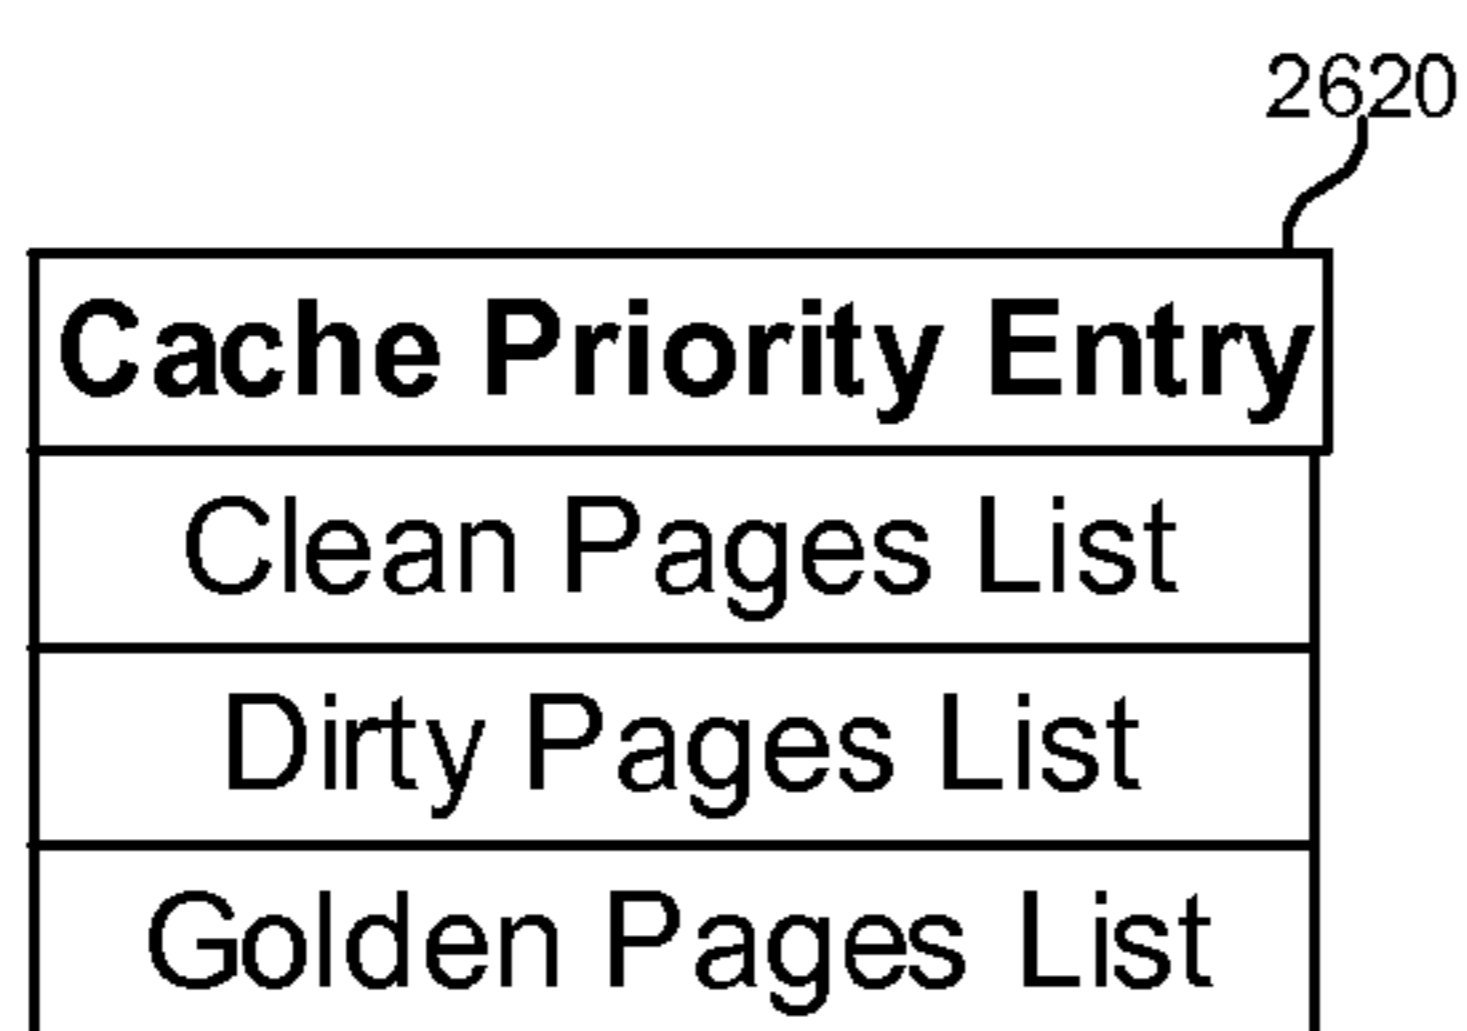 2620
Cache Priority Entry
Clean Pages List
Dirty Pages List
Golden Pages List